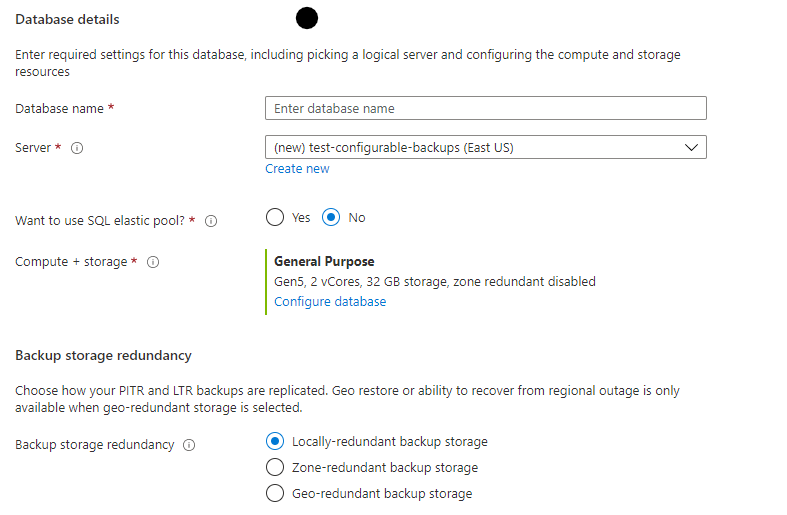 Database details
Enter required settings for this database, including picking a logical server and configuring the compute and storage
resources
Database name *
Enter database name
Server *
(new) test-configurable-backups (East US)
Create new
Want to use SQL elastic pool? *
Yes
No
Compute + storage *
General Purpose
Gen5, 2 vCores, 32 GB storage, zone redundant disabled
Configure database
Backup storage redundancy
Choose how your PITR and LTR backups are replicated. Geo restore or ability to recover from regional outage is only
available when geo-redundant storage is selected.
Backup storage redundancy
Locally-redundant backup storage
Zone-redundant backup storage
Geo-redundant backup storage